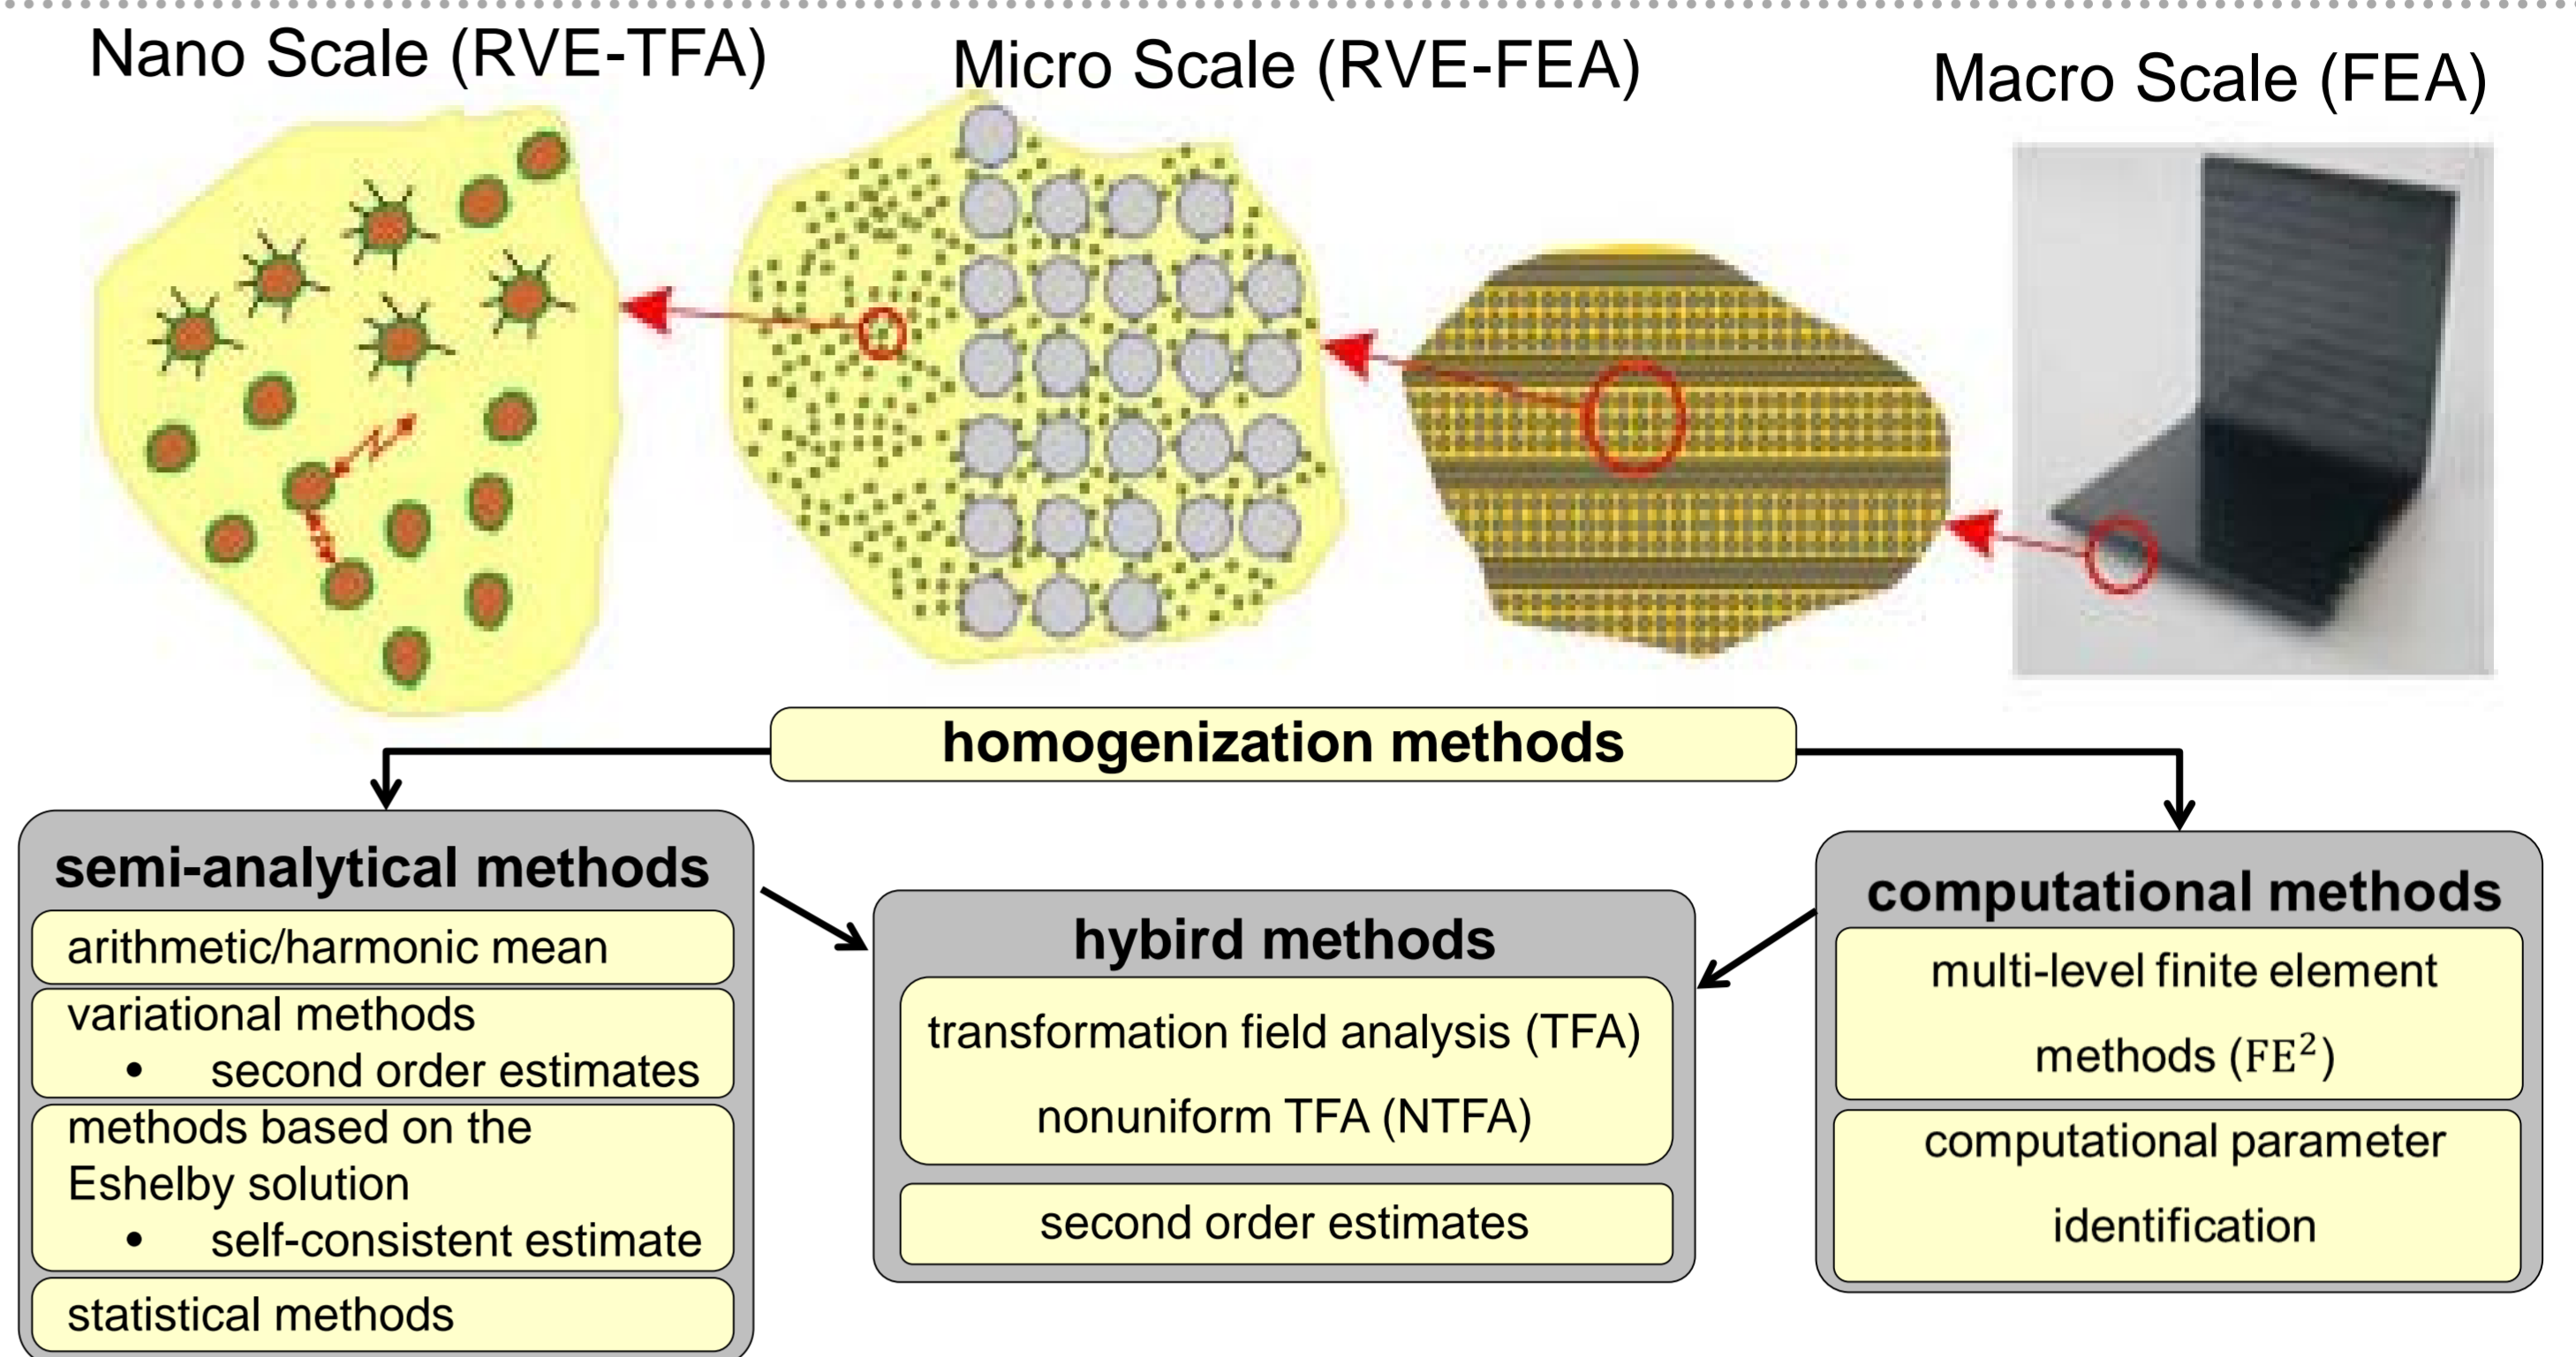 Nano Scale (RVE-TFA)
Micro Scale (RVE-FEA)
Macro Scale (FEA)
homogenization methods
semi-analytical methods
arithmetic/harmonic mean
variational methods
• second order estimates
methods based on the
Eshelby solution
• self-consistent estimate
statistical methods
hybird methods
transformation field analysis (TFA)
nonuniform TFA (NTFA)
second order estimates
computational methods
multi-level finite element
methods (FE²)
computational parameter
identification